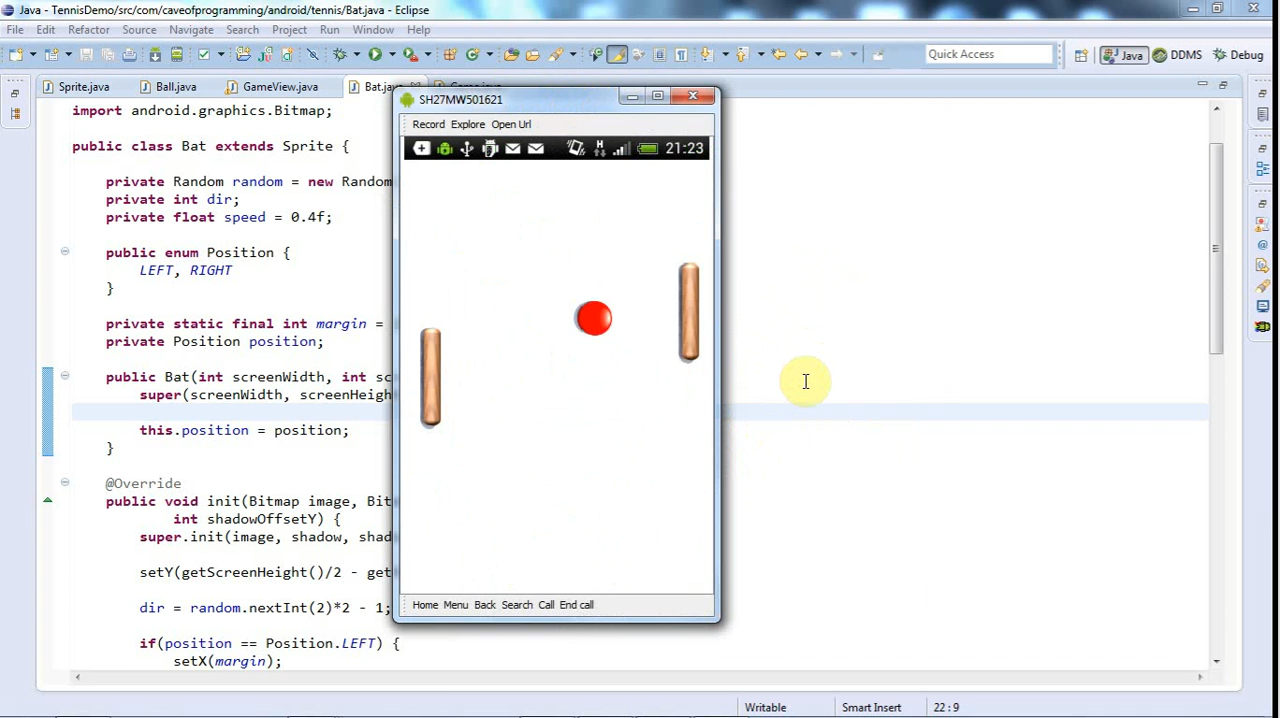 Java - TennisDemo/src/com/caveofprogramming/android/tennis/Bat.java - Eclipse
File Edit Refactor Source Navigate Search Project Run Window Help
Quick Access Java DDMS Debug
Sprite.java Ball.java GameView.java Bat.java
SH27MW501621
Record Explore Open Url
21:23
import android.graphics.Bitmap;
public class Bat extends Sprite {
private Random random = new Random
private int dir;
private float speed = 0.4f;
public enum Position {
LEFT, RIGHT
}
private static final int margin =
private Position position;
public Bat(int screenWidth, int sc
super(screenWidth, screenHeigh
this.position = position;
}
@Override
public void init(Bitmap image, Bit
int shadowOffsetY) {
super.init(image, shadow, shad
setY(getScreenHeight()/2 - get
dir = random.nextInt(2)*2 - 1;
if(position == Position.LEFT) {
setX(margin);
Home Menu Back Search Call End call
Writable Smart Insert 22 : 9